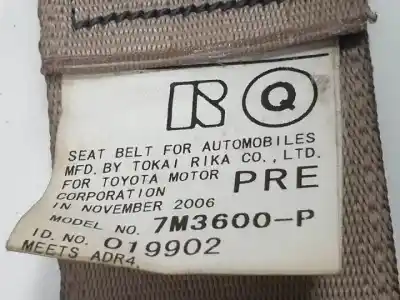 R Q
SEAT BELT FOR AUTOMOBILES
MFD. BY TOKAI RIKA CO., LTD.
FOR TOYOTA MOTOR
CORPORATION PRE
IN NOVEMBER 2006
MODEL NO. 7M3600-P
ID. NO. 019902
MEETS ADR4.